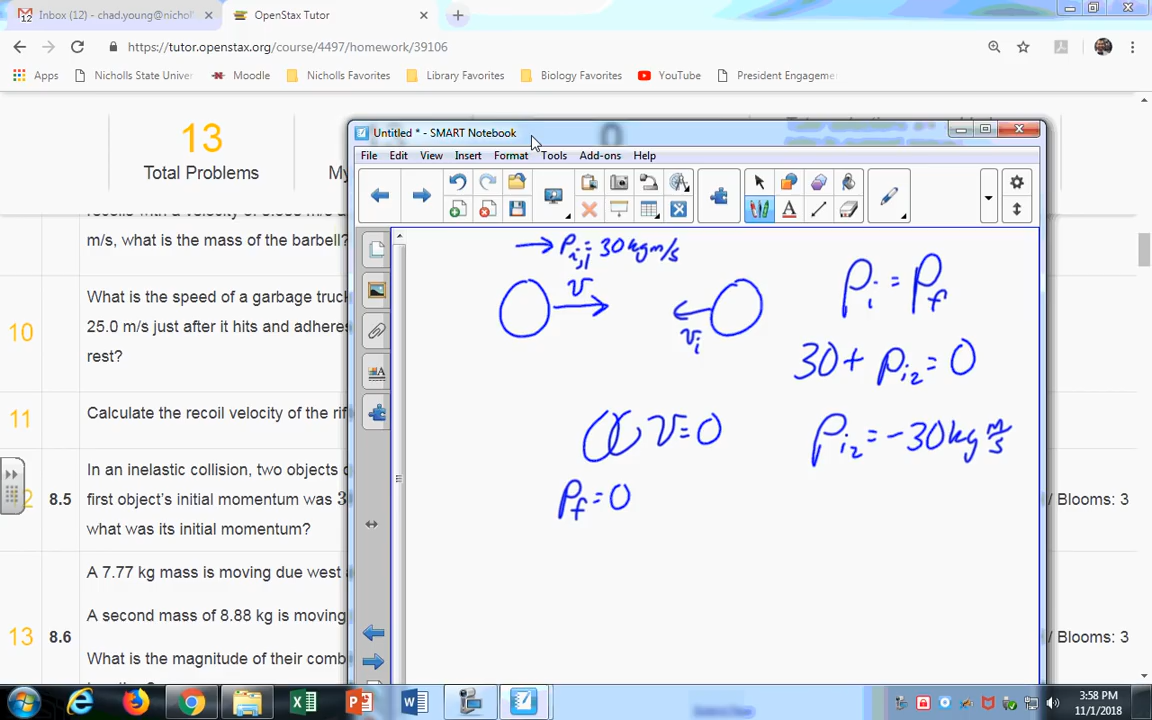 Inbox (12) - chad.young@nichol
OpenStax Tutor
https://tutor.openstax.org/course/4497/homework/39106
Apps Nicholls State Univer Moodle Nicholls Favorites Library Favorites Biology Favorites YouTube President Engageme
13
Total Problems
My
0
m/s, what is the mass of the barbell?
10
What is the speed of a garbage truck
25.0 m/s just after it hits and adheres
rest?
11
Calculate the recoil velocity of the rif
2
8.5
In an inelastic collision, two objects
first object's initial momentum was 3
what was its initial momentum?
/ Blooms: 3
13
8.6
A 7.77 kg mass is moving due west
A second mass of 8.88 kg is moving
What is the magnitude of their comb
/ Blooms: 3
Untitled * - SMART Notebook
File Edit View Insert Format Tools Add-ons Help
→ Pi,1 = 30 kg m/s
v
vi
Pi = Pf
30 + Pi2 = 0
v = 0
Pi2 = -30 kg m/s
Pf = 0
3:58 PM
11/1/2018